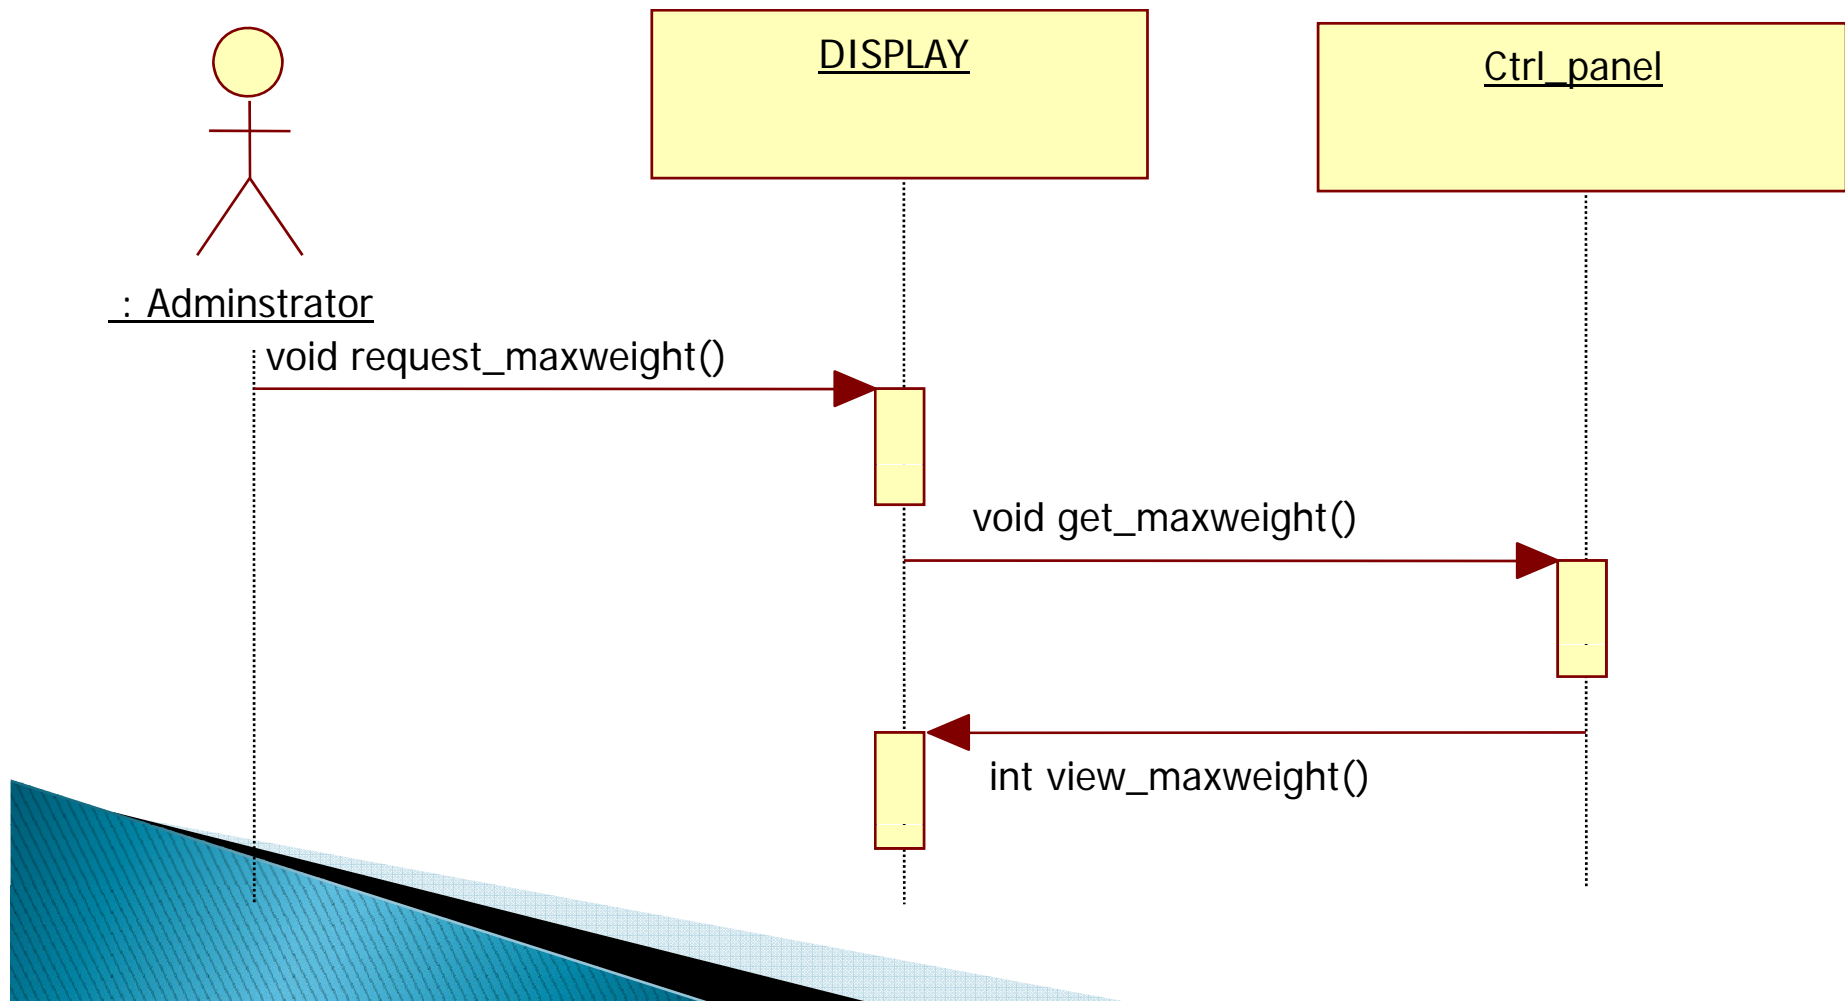 DISPLAY
Ctrl_panel
: Adminstrator
void request_maxweight()
void get_maxweight()
int view_maxweight()